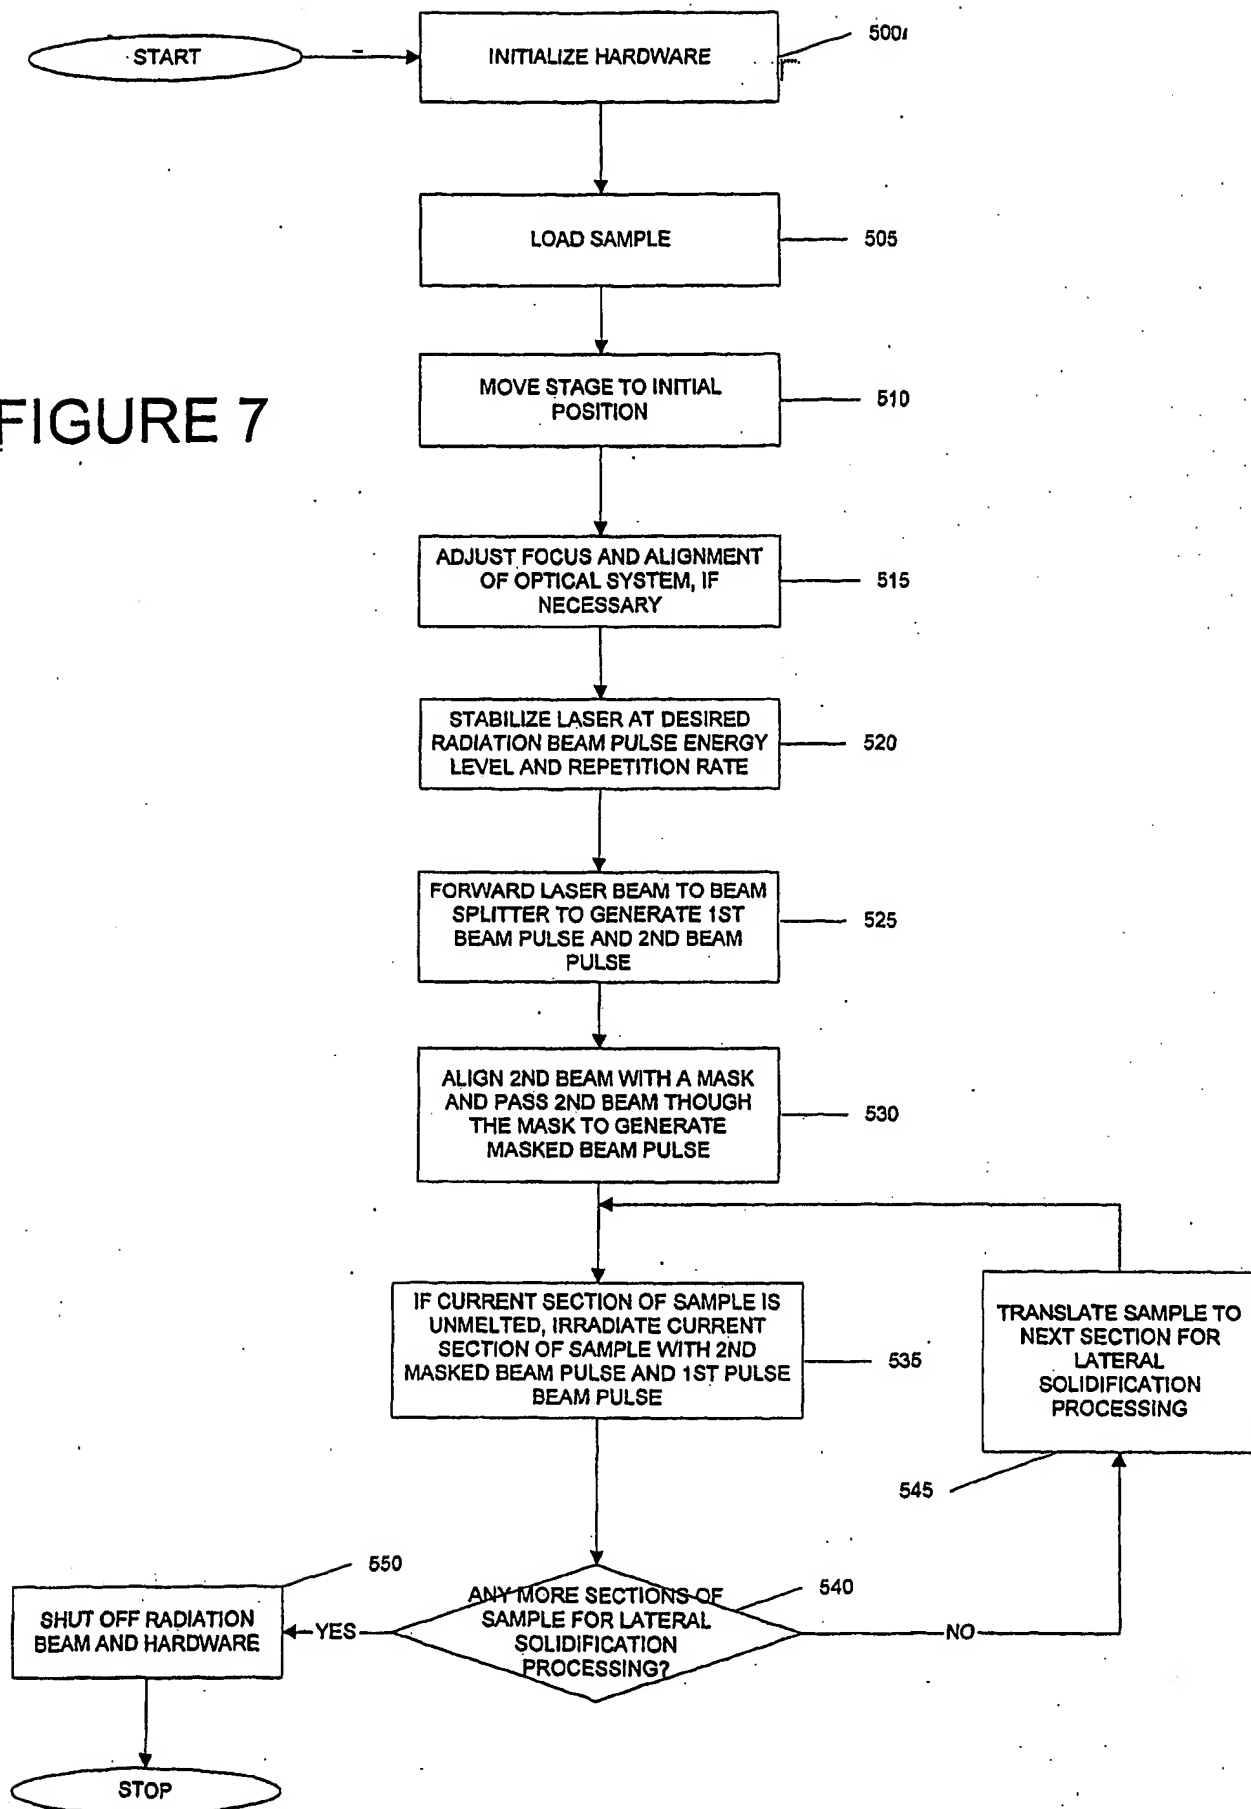 START
INITIALIZE HARDWARE
500
LOAD SAMPLE
505
FIGURE 7
MOVE STAGE TO INITIAL
POSITION
510
ADJUST FOCUS AND ALIGNMENT
OF OPTICAL SYSTEM, IF
NECESSARY
515
STABILIZE LASER AT DESIRED
RADIATION BEAM PULSE ENERGY
LEVEL AND REPETITION RATE
520
FORWARD LASER BEAM TO BEAM
SPLITTER TO GENERATE 1ST
BEAM PULSE AND 2ND BEAM
PULSE
525
ALIGN 2ND BEAM WITH A MASK
AND PASS 2ND BEAM THOUGH
THE MASK TO GENERATE
MASKED BEAM PULSE
530
IF CURRENT SECTION OF SAMPLE IS
UNMELTED, IRRADIATE CURRENT
SECTION OF SAMPLE WITH 2ND
MASKED BEAM PULSE AND 1ST PULSE
BEAM PULSE
535
TRANSLATE SAMPLE TO
NEXT SECTION FOR
LATERAL
SOLIDIFICATION
PROCESSING
545
ANY MORE SECTIONS OF
SAMPLE FOR LATERAL
SOLIDIFICATION
PROCESSING?
540
YES
NO
550
SHUT OFF RADIATION
BEAM AND HARDWARE
STOP